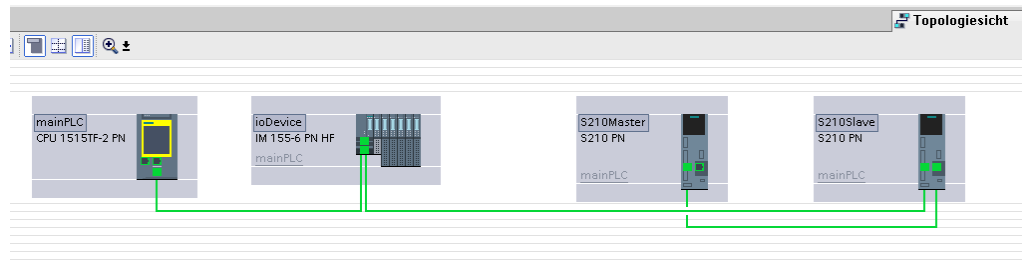 Topologiesicht
mainPLC
CPU 1515TF-2 PN
ioDevice
IM 155-6 PN HF
mainPLC
S210Master
S210 PN
mainPLC
S210Slave
S210 PN
mainPLC